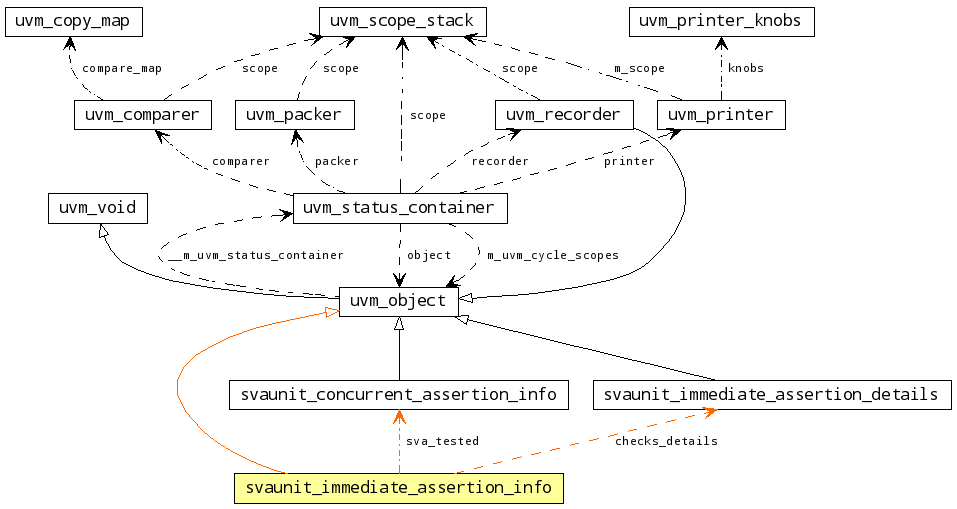 uvm_copy_map
uvm_scope_stack
uvm_printer_knobs
compare_map
scope
scope
scope
m_scope
knobs
uvm_comparer
uvm_packer
scope
uvm_recorder
uvm_printer
comparer
packer
recorder
printer
uvm_void
uvm_status_container
__m_uvm_status_container
object
m_uvm_cycle_scopes
uvm_object
svaunit_concurrent_assertion_info
svaunit_immediate_assertion_details
sva_tested
checks_details
svaunit_immediate_assertion_info